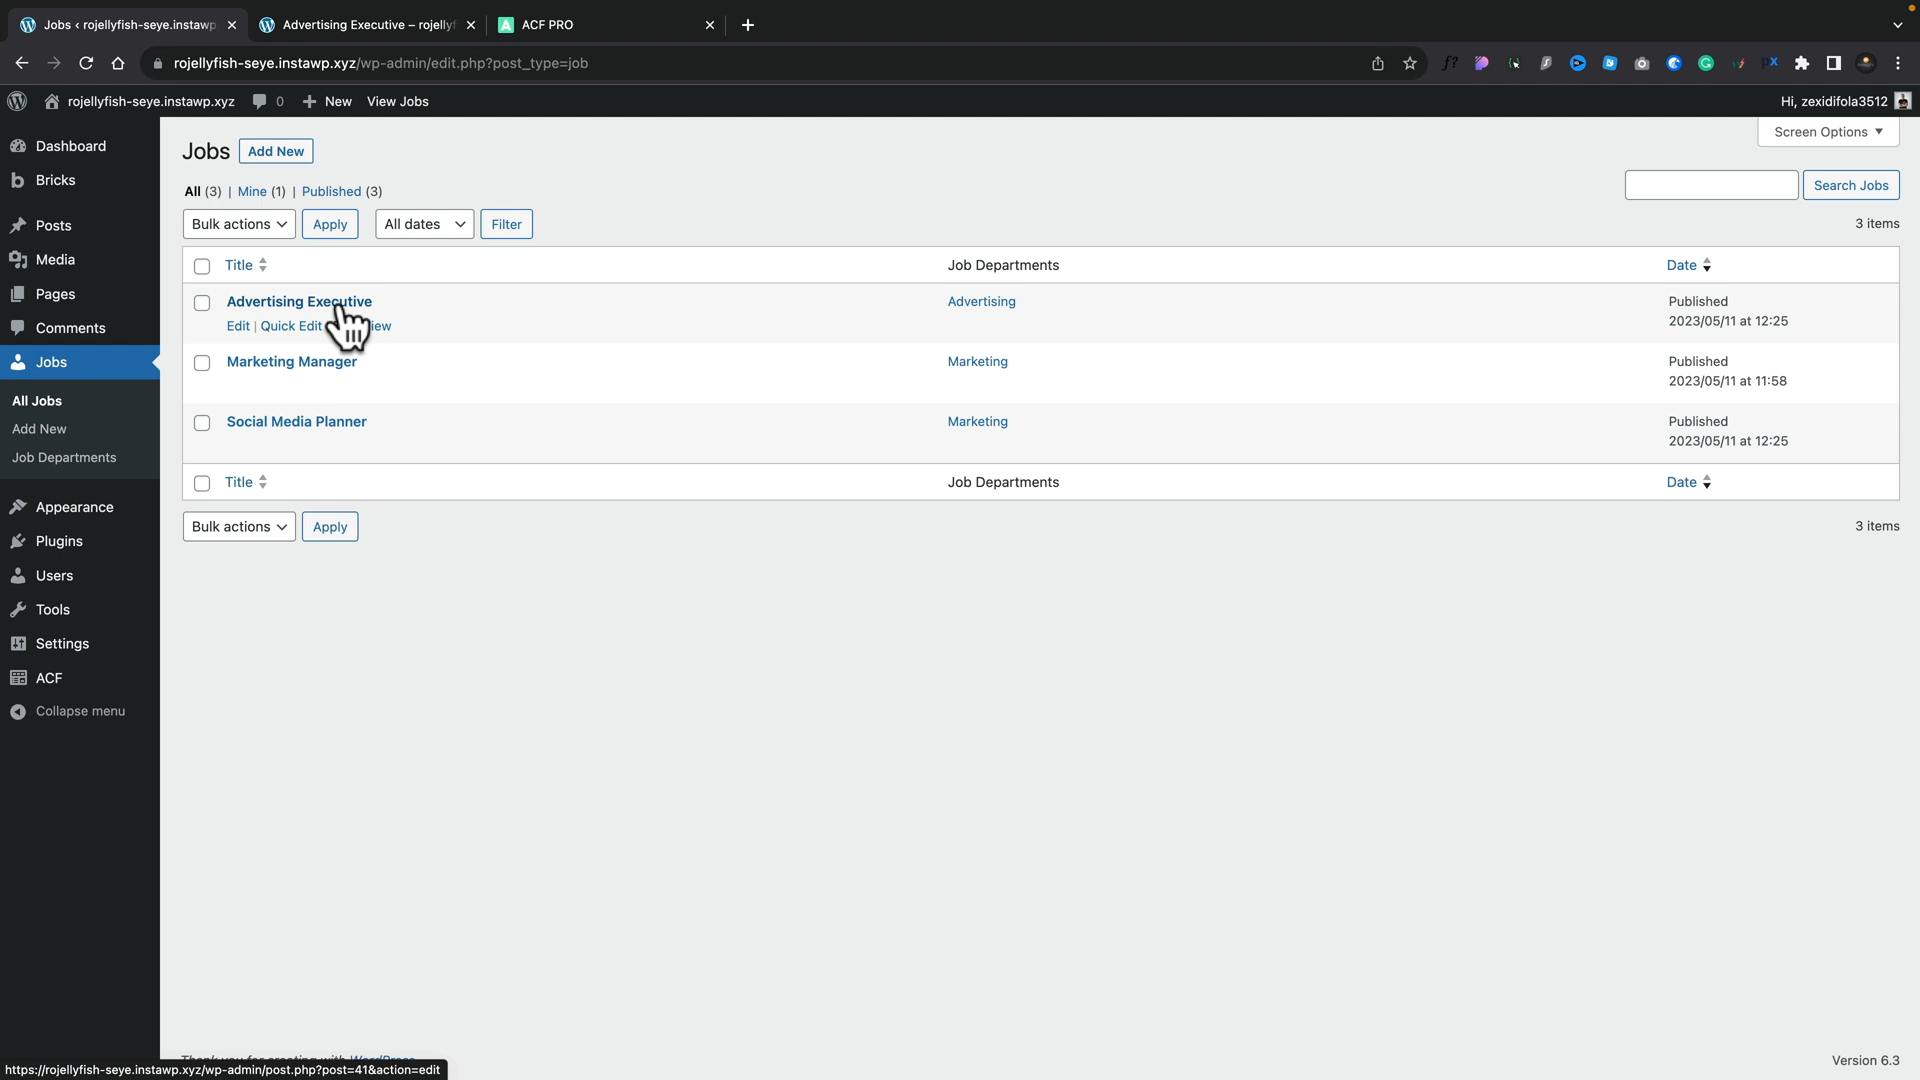 Jobs ‹ rojellyfish-seye.instawp
Advertising Executive – rojellyf
ACF PRO
rojellyfish-seye.instawp.xyz/wp-admin/edit.php?post_type=job
rojellyfish-seye.instawp.xyz 0 New View Jobs Hi, zexidifola3512
Dashboard
Bricks
Posts
Media
Pages
Comments
Jobs
All Jobs
Add New
Job Departments
Appearance
Plugins
Users
Tools
Settings
ACF
Collapse menu
Screen Options
Jobs Add New
All (3) | Mine (1) | Published (3)
Search Jobs
Bulk actions Apply All dates Filter 3 items
Title Job Departments Date
Advertising Executive Advertising Published
2023/05/11 at 12:25
Edit | Quick Edit iew
Marketing Manager Marketing Published
2023/05/11 at 11:58
Social Media Planner Marketing Published
2023/05/11 at 12:25
Title Job Departments Date
Bulk actions Apply 3 items
Thank you for creating with WordPress
Version 6.3
https://rojellyfish-seye.instawp.xyz/wp-admin/post.php?post=41&action=edit